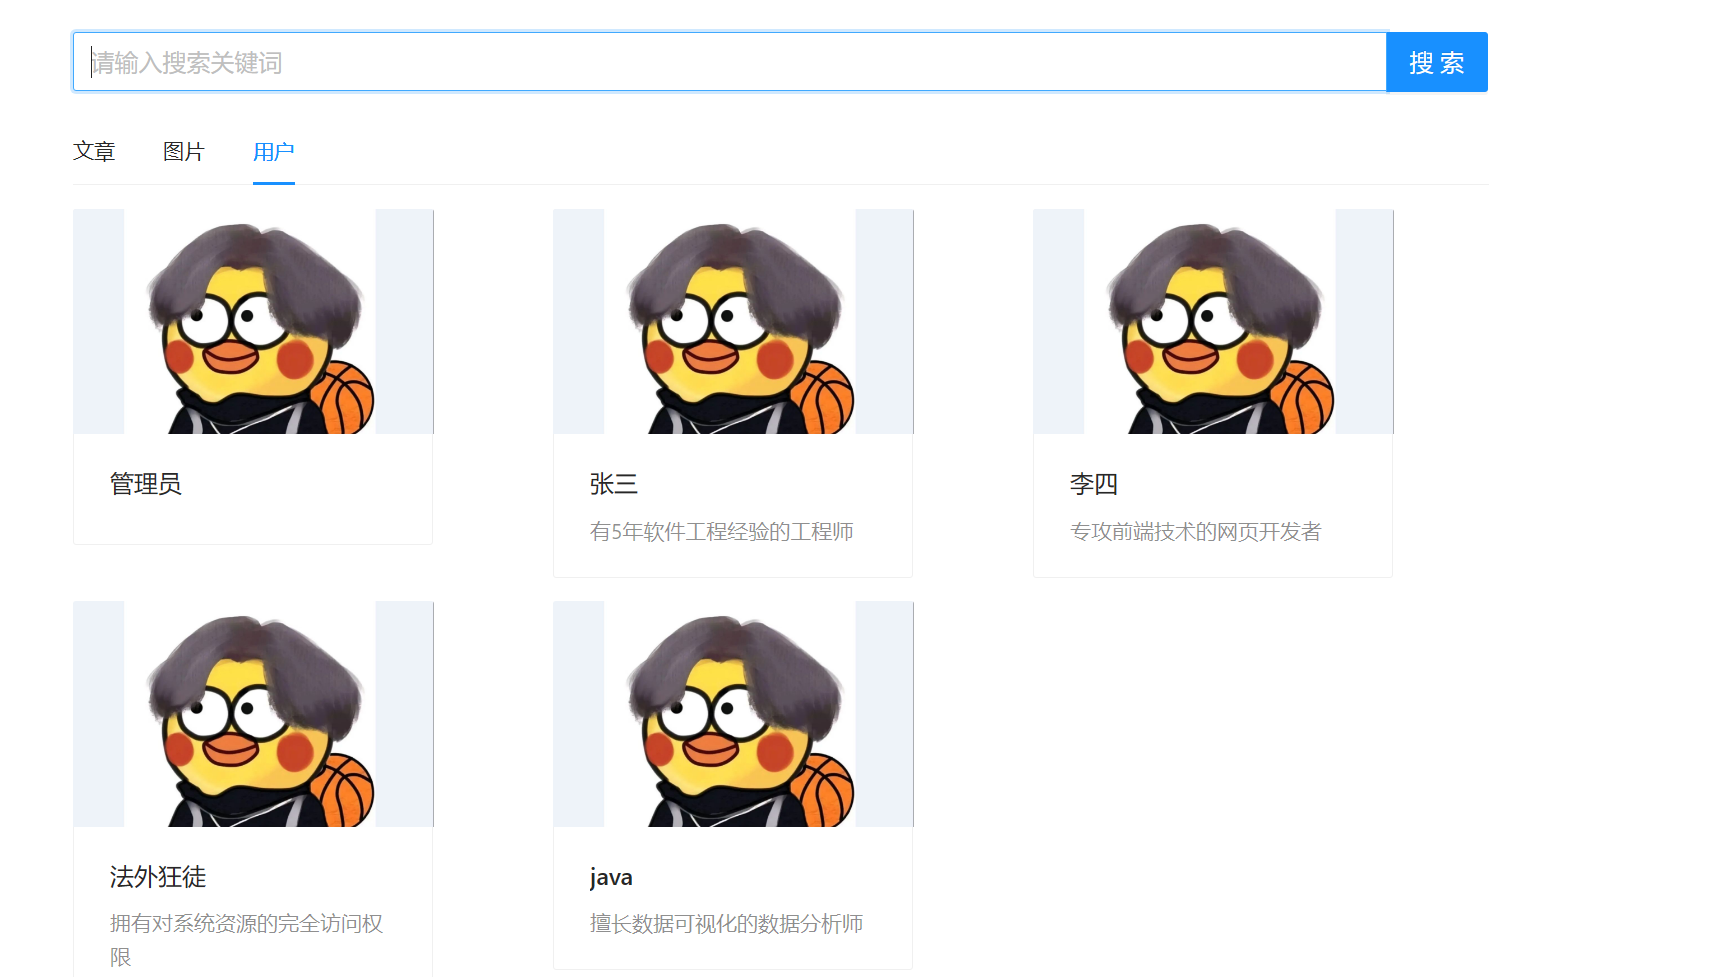 请输入搜索关键词
搜 索
文章 图片 用户
管理员
张三
有5年软件工程经验的工程师
李四
专攻前端技术的网页开发者
法外狂徒
拥有对系统资源的完全访问权
限
java
擅长数据可视化的数据分析师